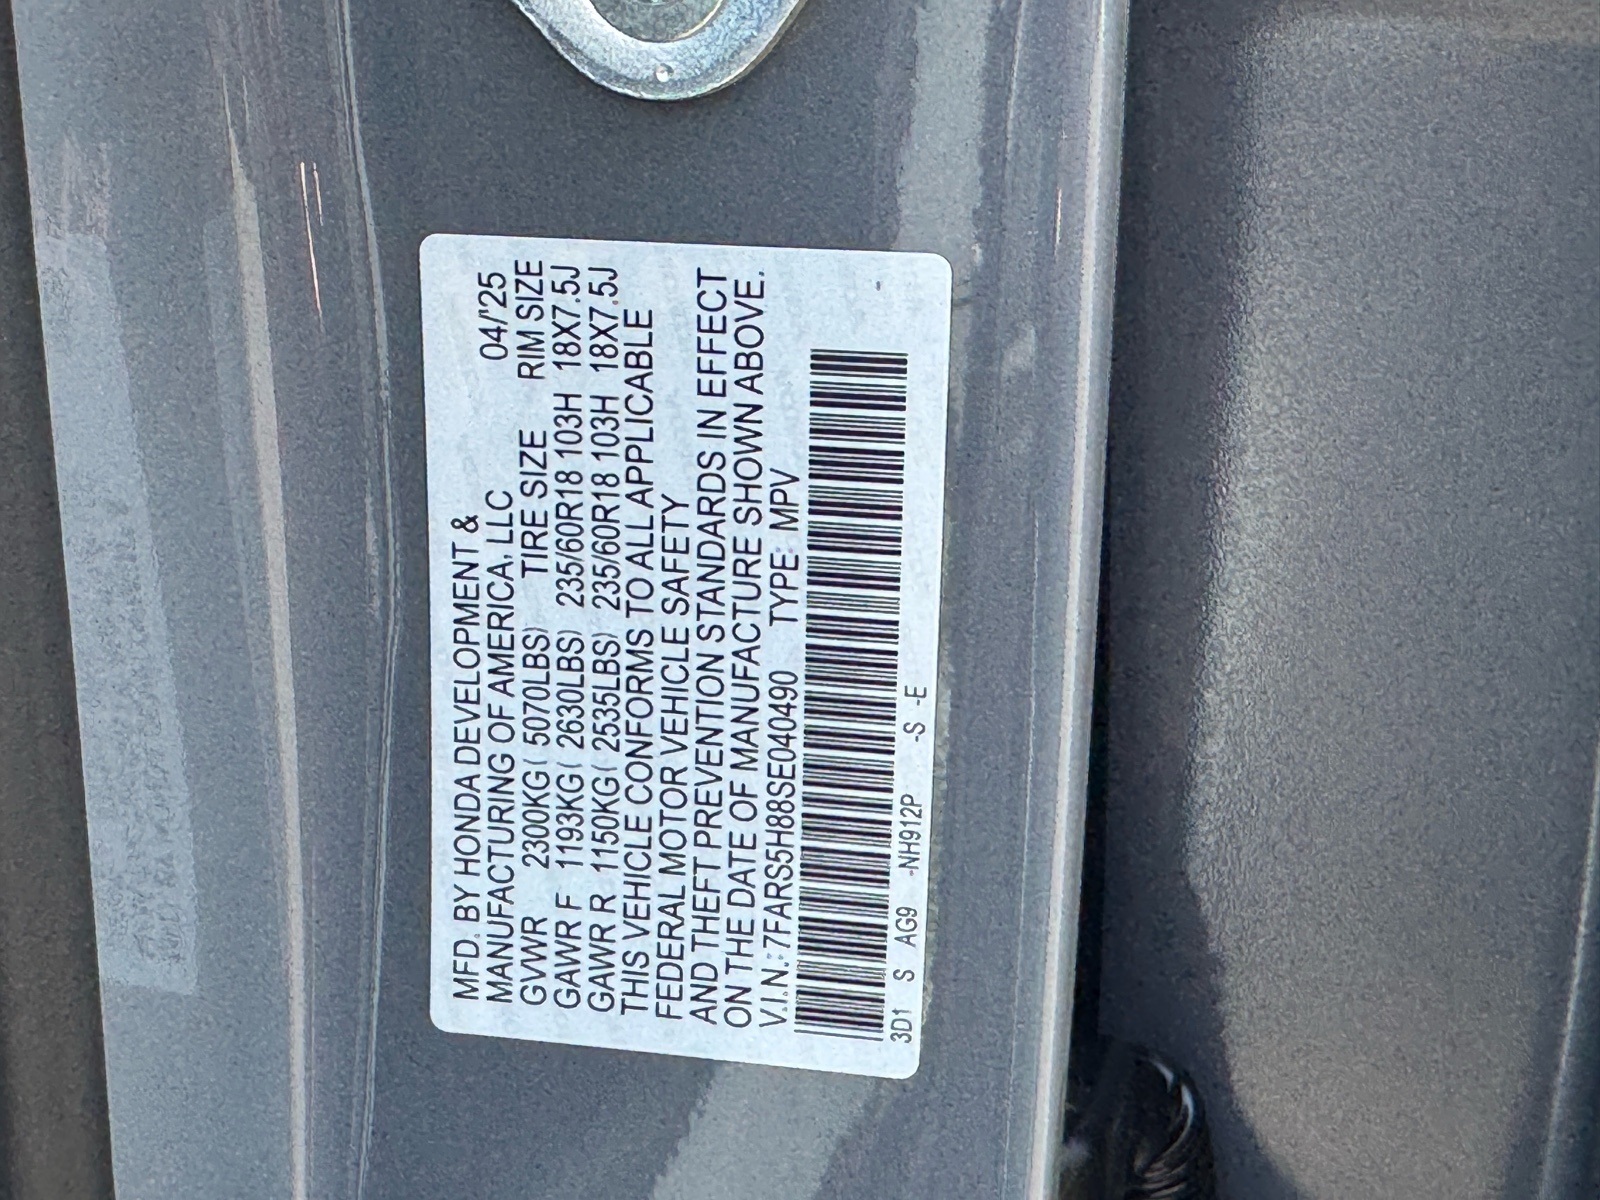 MFD. BY HONDA DEVELOPMENT &
MANUFACTURING OF AMERICA, LLC 04/'25
GVWR 2300KG( 5070LBS) TIRE SIZE RIM SIZE
GAWR F 1193KG( 2630LBS) 235/60R18 103H 18X7.5J
GAWR R 1150KG( 2535LBS) 235/60R18 103H 18X7.5J
THIS VEHICLE CONFORMS TO ALL APPLICABLE
FEDERAL MOTOR VEHICLE SAFETY
AND THEFT PREVENTION STANDARDS IN EFFECT
ON THE DATE OF MANUFACTURE SHOWN ABOVE.
V.I.N.: 7FARS5H88SE040490 TYPE: MPV
3D1 S AG9 -NH912P -S -E